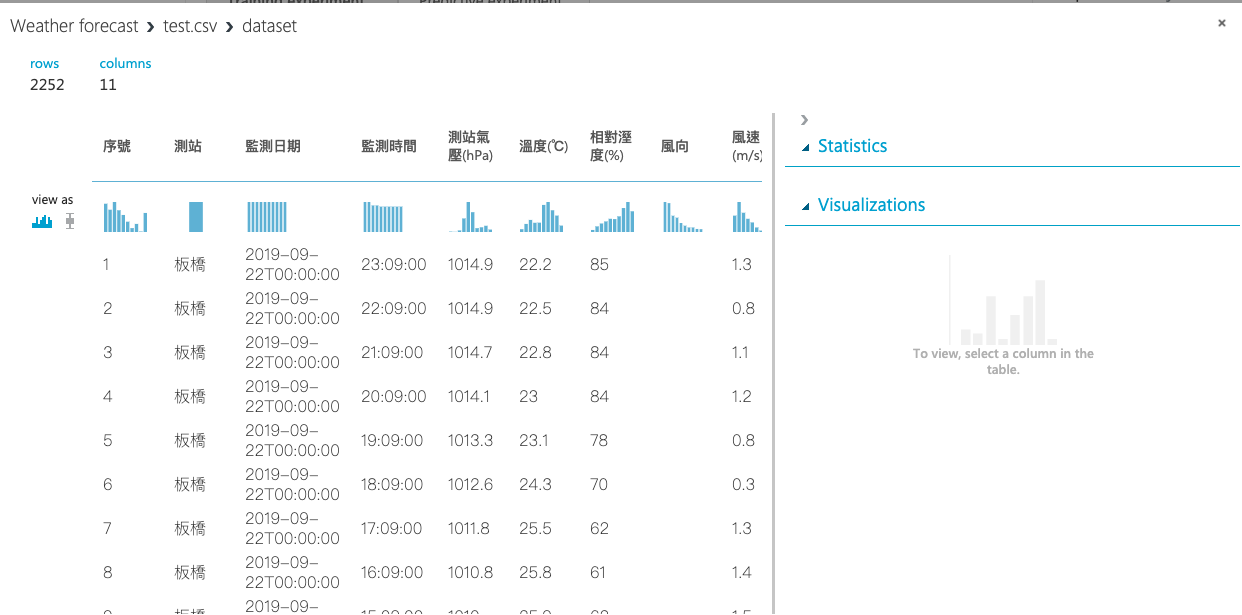 Training experiment Predictive experiment
Weather forecast > test.csv > dataset ×
rows columns
2252 11
序號 測站 監測日期 監測時間 測站氣壓(hPa) 溫度(℃) 相對溼度(%) 風向 風速(m/s)
view as
1 板橋 2019-09-22T00:00:00 23:09:00 1014.9 22.2 85 1.3
2 板橋 2019-09-22T00:00:00 22:09:00 1014.9 22.5 84 0.8
3 板橋 2019-09-22T00:00:00 21:09:00 1014.7 22.8 84 1.1
4 板橋 2019-09-22T00:00:00 20:09:00 1014.1 23 84 1.2
5 板橋 2019-09-22T00:00:00 19:09:00 1013.3 23.1 78 0.8
6 板橋 2019-09-22T00:00:00 18:09:00 1012.6 24.3 70 0.3
7 板橋 2019-09-22T00:00:00 17:09:00 1011.8 25.5 62 1.3
8 板橋 2019-09-22T00:00:00 16:09:00 1010.8 25.8 61 1.4
2019-09-
Statistics
Visualizations
To view, select a column in the
table.